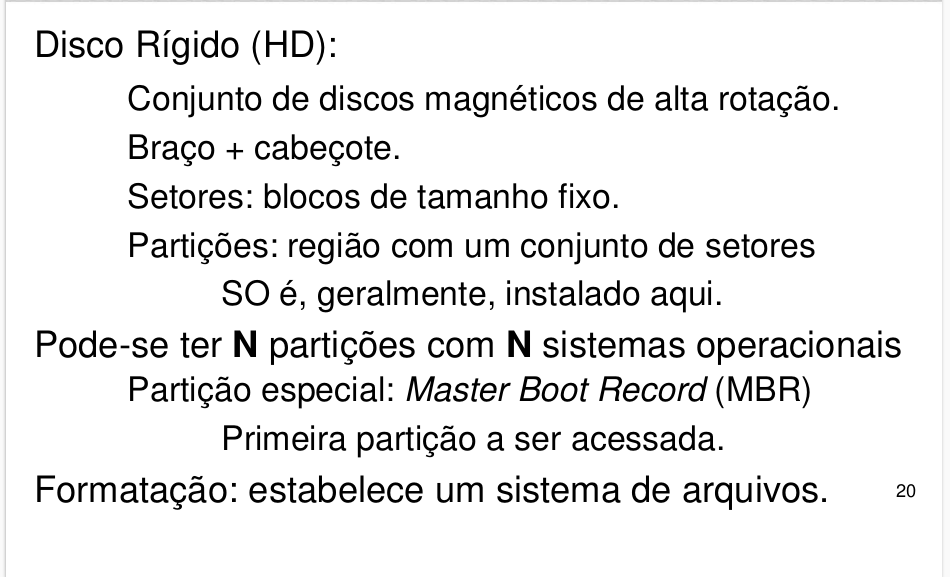 Disco Rígido (HD):
Conjunto de discos magnéticos de alta rotação.
Braço + cabeçote.
Setores: blocos de tamanho fixo.
Partições: região com um conjunto de setores
SO é, geralmente, instalado aqui.
Pode-se ter N partições com N sistemas operacionais
Partição especial: Master Boot Record (MBR)
Primeira partição a ser acessada.
Formatação: estabelece um sistema de arquivos.
20